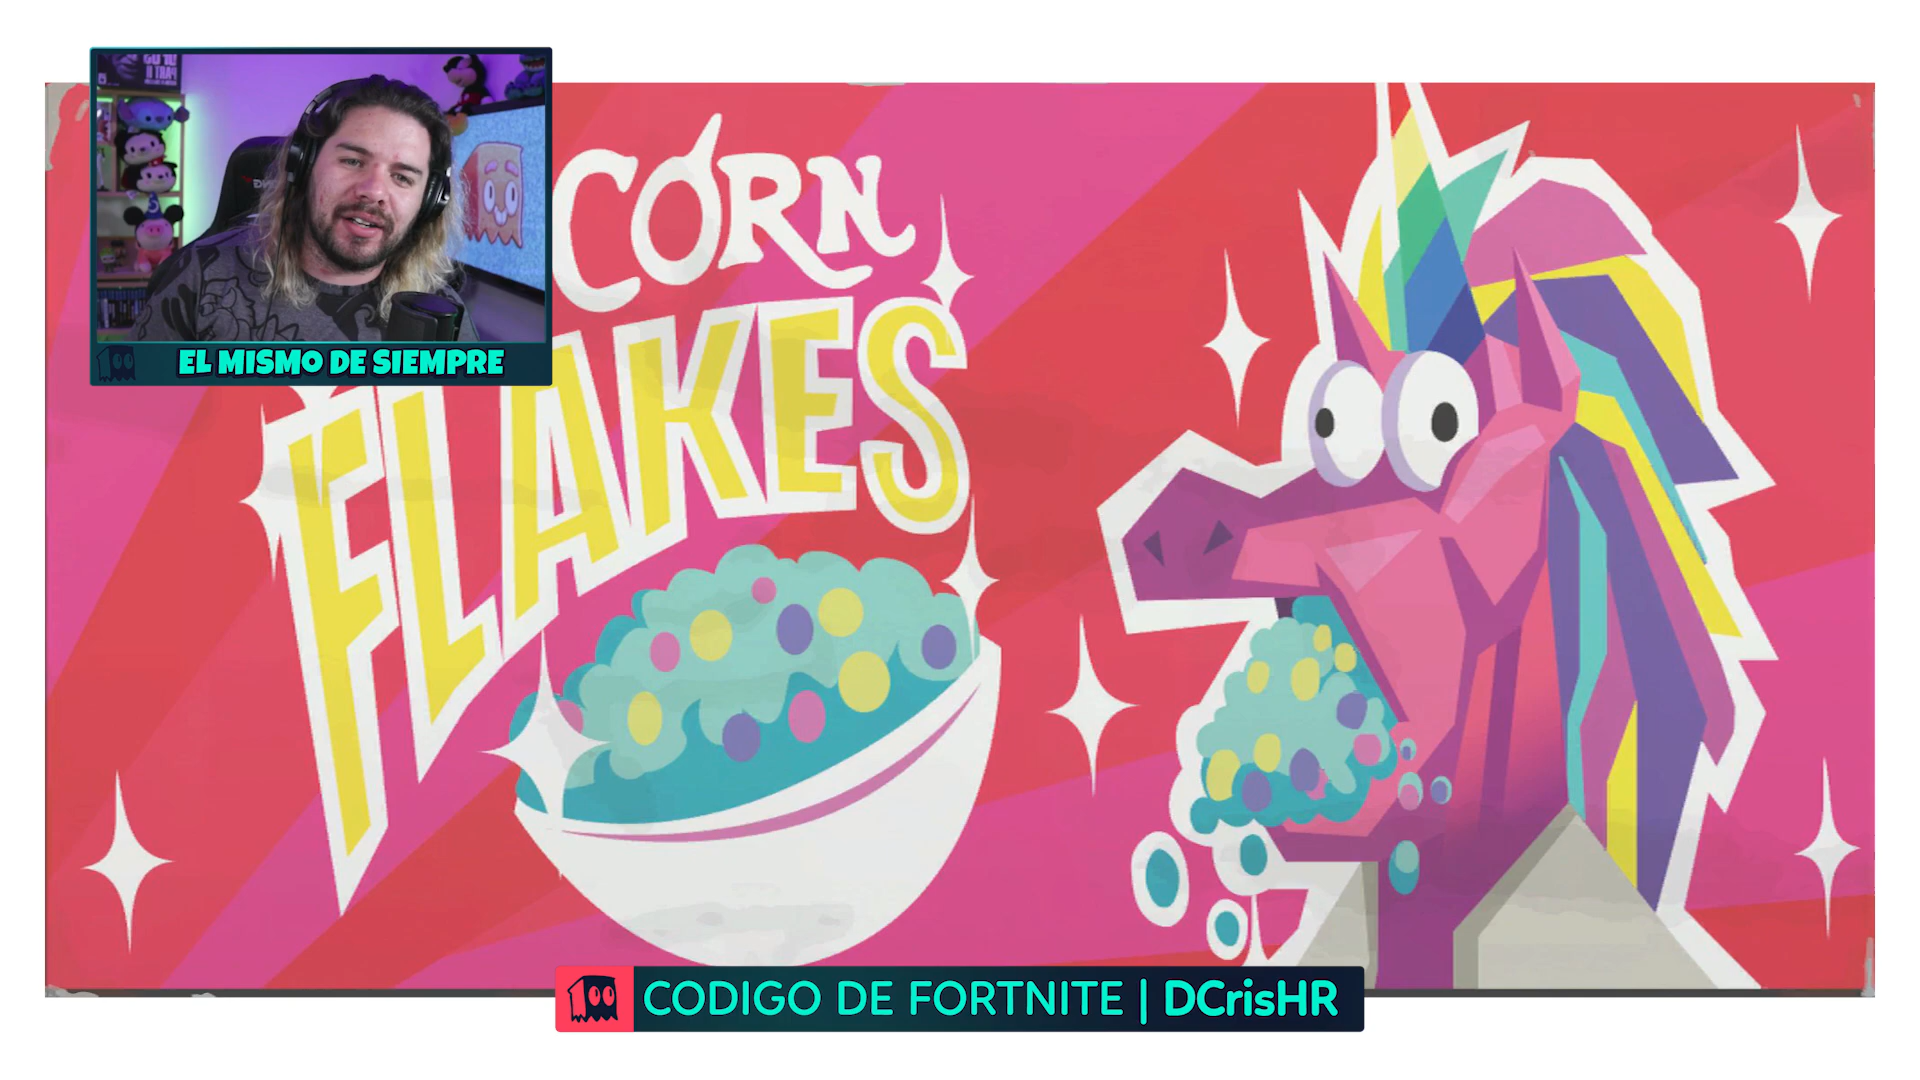 EL MISMO DE SIEMPRE
CORN
FLAKES
CODIGO DE FORTNITE | DCrisHR